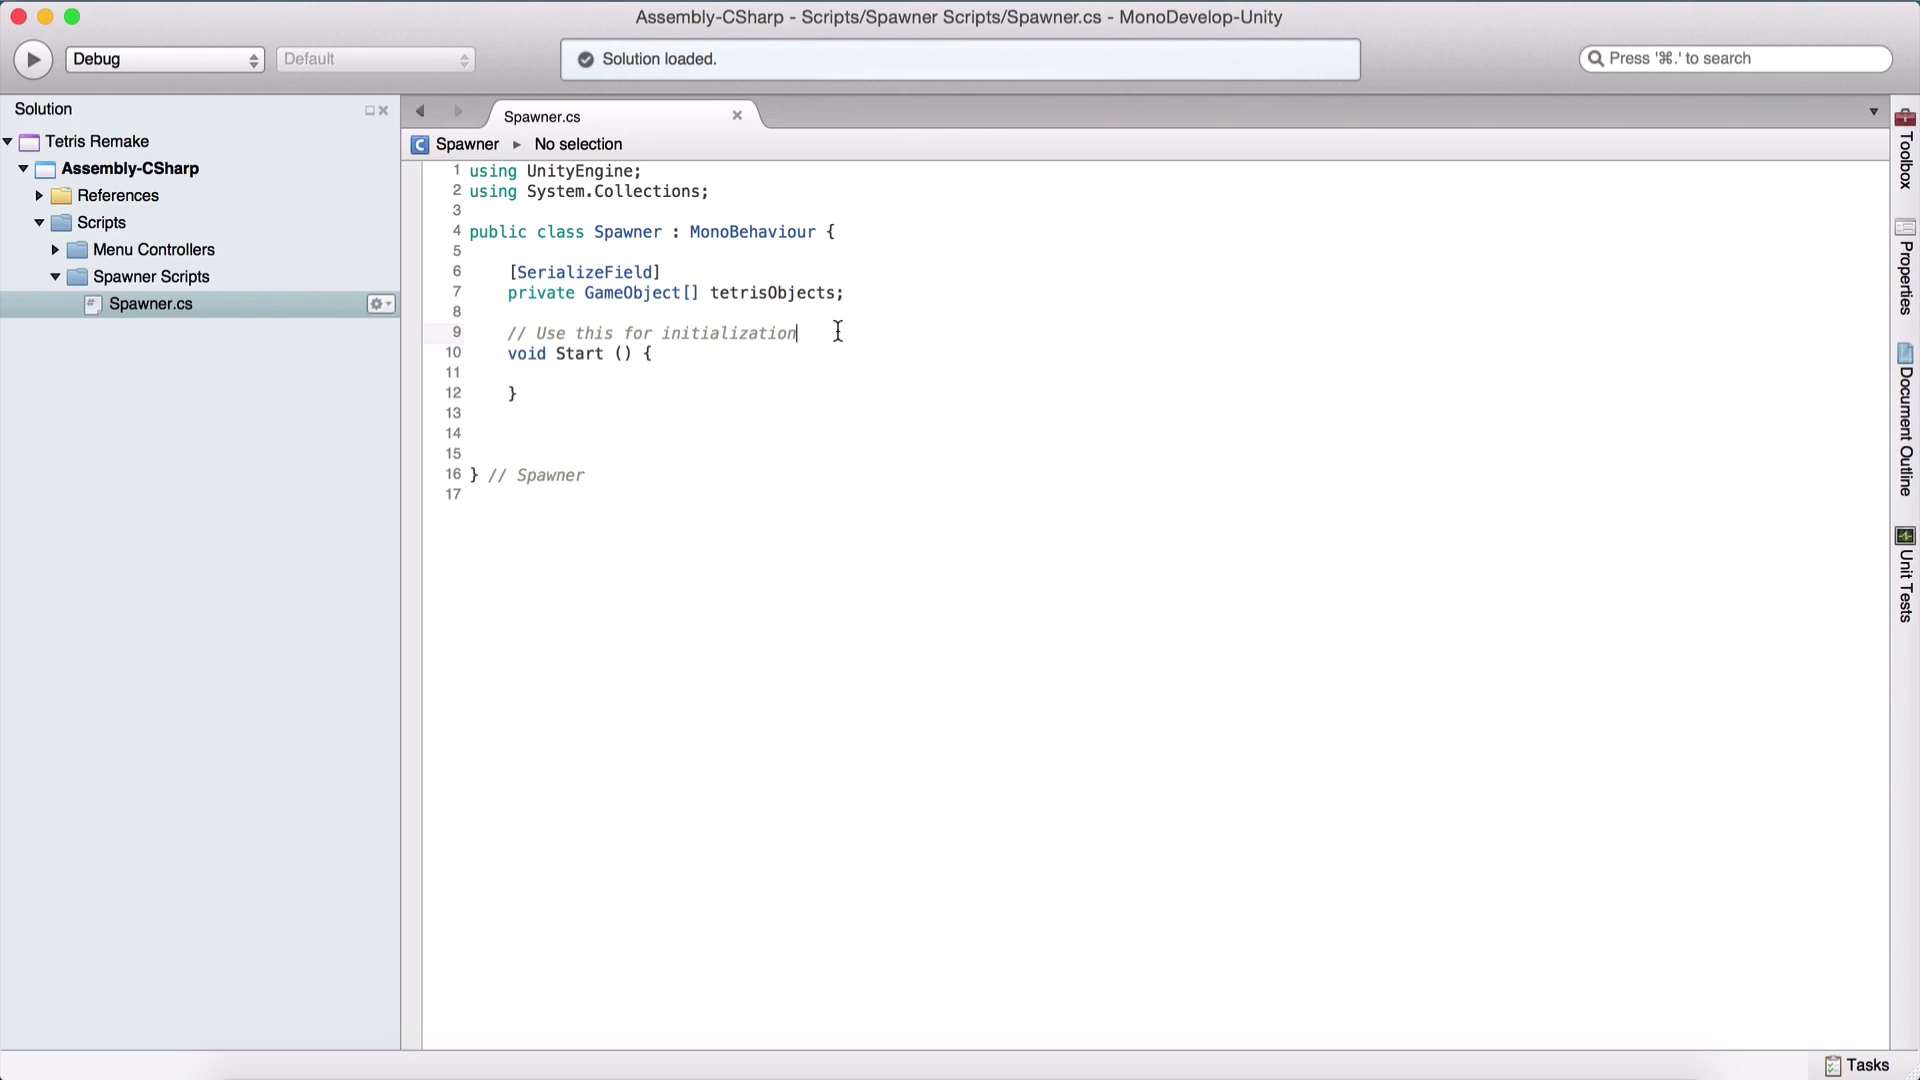 Assembly-CSharp - Scripts/Spawner Scripts/Spawner.cs - MonoDevelop-Unity
Debug
Default
Solution loaded.
Press '⌘.' to search
Solution
Tetris Remake
Assembly-CSharp
References
Scripts
Menu Controllers
Spawner Scripts
Spawner.cs
Spawner.cs
Spawner ▸ No selection
1 using UnityEngine;
2 using System.Collections;
3
4 public class Spawner : MonoBehaviour {
5
6 [SerializeField]
7 private GameObject[] tetrisObjects;
8
9 // Use this for initialization
10 void Start () {
11
12 }
13
14
15
16 } // Spawner
17
Toolbox
Properties
Document Outline
Unit Tests
Tasks